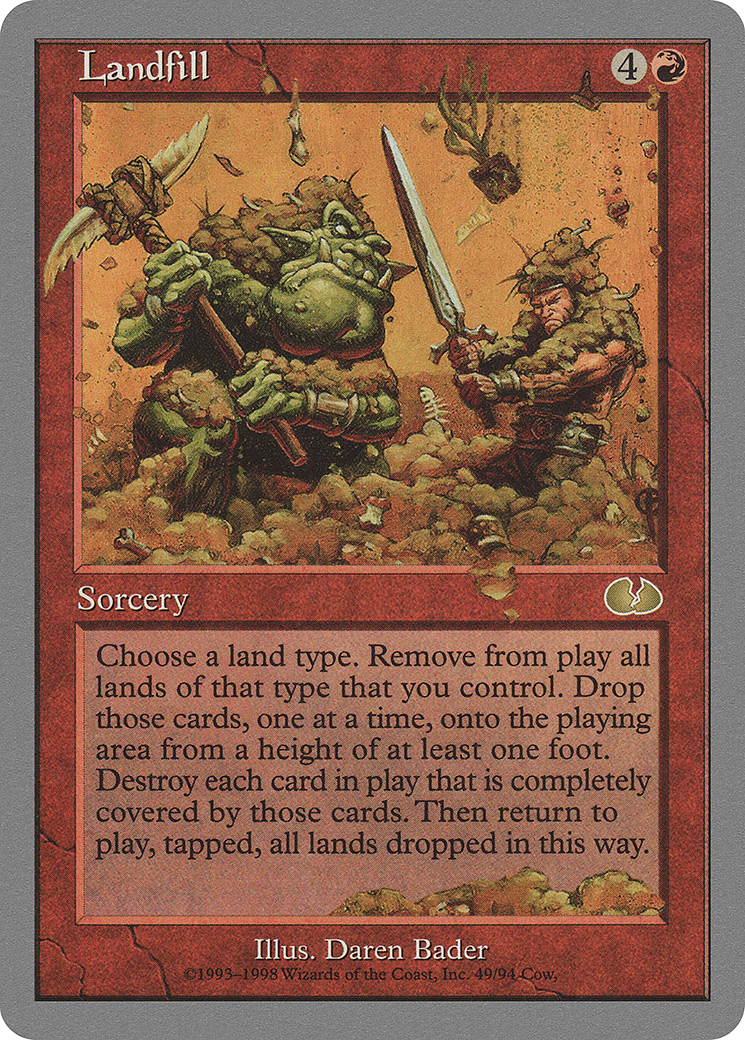 Landfill 4
Sorcery
Choose a land type. Remove from play all
lands of that type that you control. Drop
those cards, one at a time, onto the playing
area from a height of at least one foot.
Destroy each card in play that is completely
covered by those cards. Then return to
play, tapped, all lands dropped in this way.
Illus. Daren Bader
©1993–1998 Wizards of the Coast, Inc. 49/94 Cow,